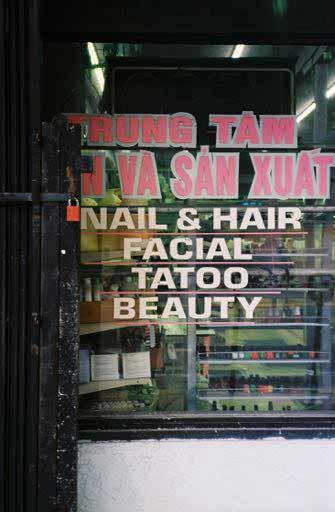 TRUNG TÂM
N VÀ SẢN XUẤT
NAIL & HAIR
FACIAL
TATOO
BEAUTY